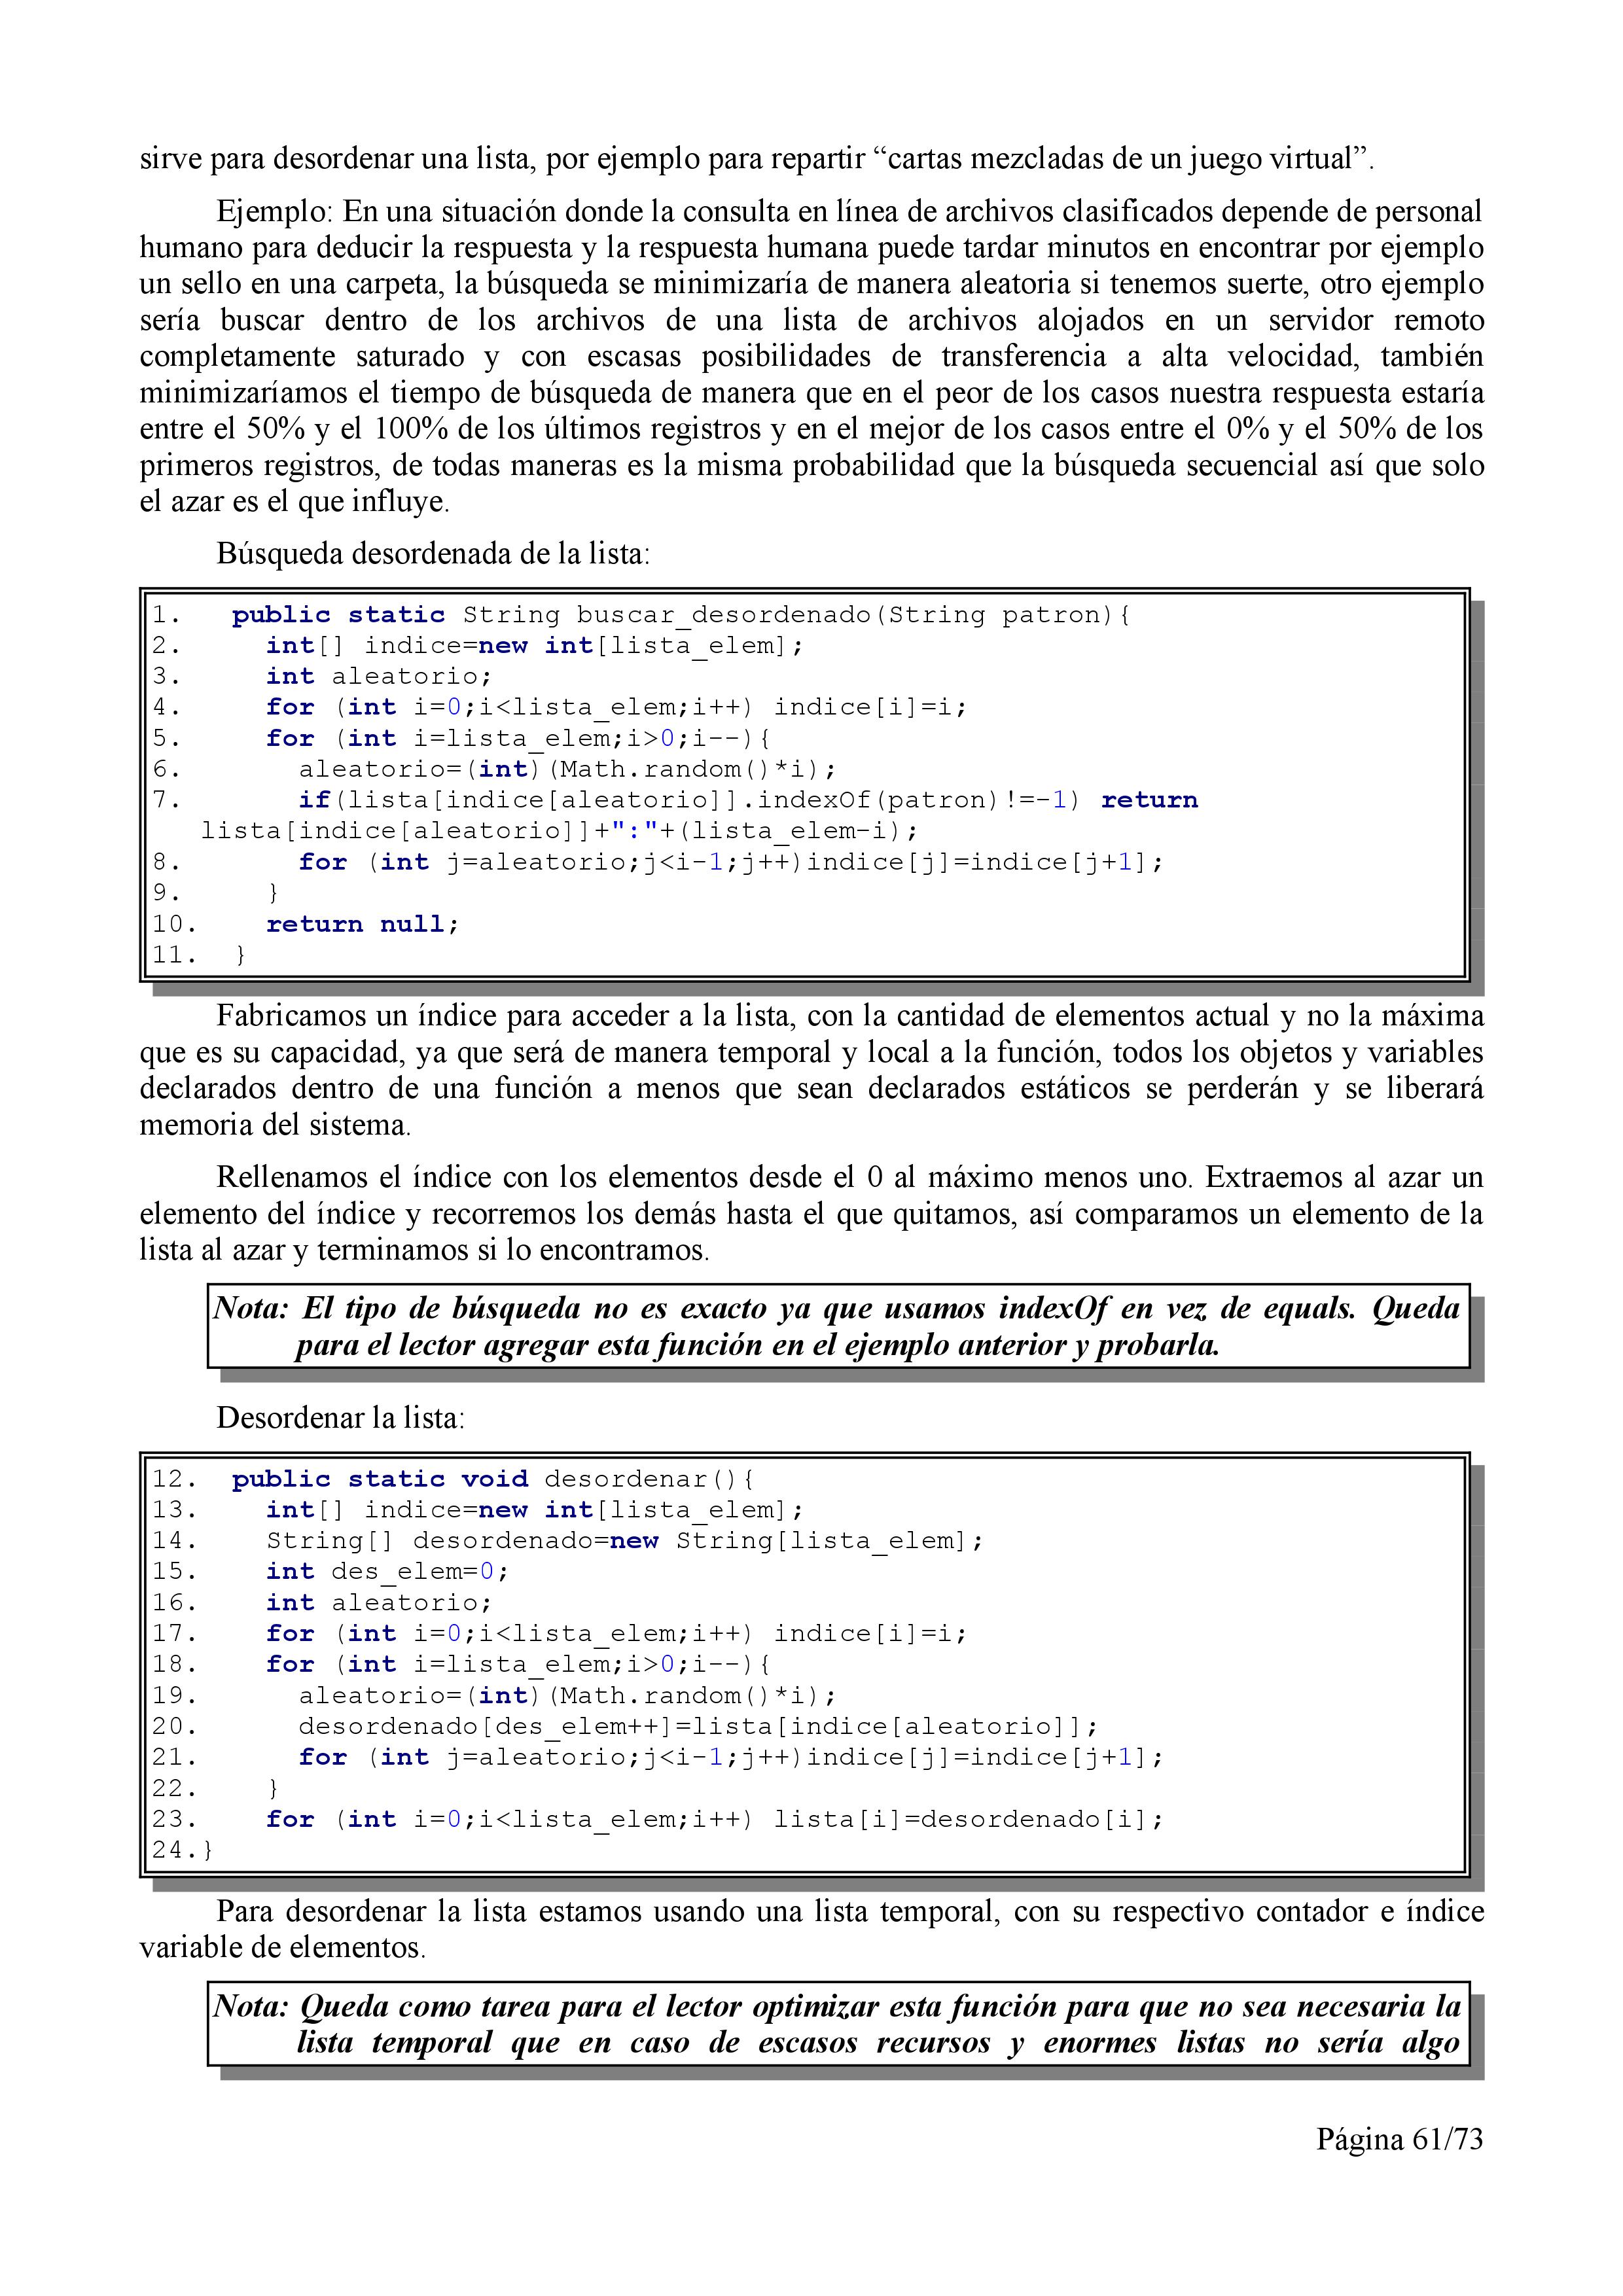 sirve para desordenar una lista, por ejemplo para repartir “cartas mezcladas de un juego virtual”.
Ejemplo: En una situación donde la consulta en línea de archivos clasificados depende de personal
humano para deducir la respuesta y la respuesta humana puede tardar minutos en encontrar por ejemplo
un sello en una carpeta, la búsqueda se minimizaría de manera aleatoria si tenemos suerte, otro ejemplo
sería buscar dentro de los archivos de una lista de archivos alojados en un servidor remoto
completamente saturado y con escasas posibilidades de transferencia a alta velocidad, también
minimizaríamos el tiempo de búsqueda de manera que en el peor de los casos nuestra respuesta estaría
entre el 50% y el 100% de los últimos registros y en el mejor de los casos entre el 0% y el 50% de los
primeros registros, de todas maneras es la misma probabilidad que la búsqueda secuencial así que solo
el azar es el que influye.
Búsqueda desordenada de la lista:
1.   public static String buscar_desordenado(String patron){
2.     int[] indice=new int[lista_elem];
3.     int aleatorio;
4.     for (int i=0;i<lista_elem;i++) indice[i]=i;
5.     for (int i=lista_elem;i>0;i--){
6.       aleatorio=(int)(Math.random()*i);
7.       if(lista[indice[aleatorio]].indexOf(patron)!=-1) return
lista[indice[aleatorio]]+":"+(lista_elem-i);
8.       for (int j=aleatorio;j<i-1;j++)indice[j]=indice[j+1];
9.     }
10.    return null;
11.  }
Fabricamos un índice para acceder a la lista, con la cantidad de elementos actual y no la máxima
que es su capacidad, ya que será de manera temporal y local a la función, todos los objetos y variables
declarados dentro de una función a menos que sean declarados estáticos se perderán y se liberará
memoria del sistema.
Rellenamos el índice con los elementos desde el 0 al máximo menos uno. Extraemos al azar un
elemento del índice y recorremos los demás hasta el que quitamos, así comparamos un elemento de la
lista al azar y terminamos si lo encontramos.
Nota: El tipo de búsqueda no es exacto ya que usamos indexOf en vez de equals. Queda
para el lector agregar esta función en el ejemplo anterior y probarla.
Desordenar la lista:
12.  public static void desordenar(){
13.    int[] indice=new int[lista_elem];
14.    String[] desordenado=new String[lista_elem];
15.    int des_elem=0;
16.    int aleatorio;
17.    for (int i=0;i<lista_elem;i++) indice[i]=i;
18.    for (int i=lista_elem;i>0;i--){
19.      aleatorio=(int)(Math.random()*i);
20.      desordenado[des_elem++]=lista[indice[aleatorio]];
21.      for (int j=aleatorio;j<i-1;j++)indice[j]=indice[j+1];
22.    }
23.    for (int i=0;i<lista_elem;i++) lista[i]=desordenado[i];
24.}
Para desordenar la lista estamos usando una lista temporal, con su respectivo contador e índice
variable de elementos.
Nota: Queda como tarea para el lector optimizar esta función para que no sea necesaria la
lista temporal que en caso de escasos recursos y enormes listas no sería algo
Página 61/73